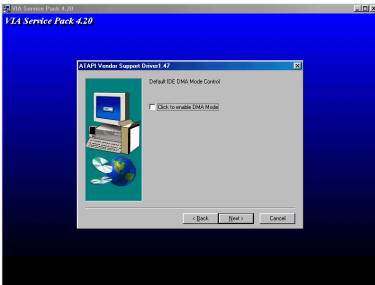 VIA Service Pack 4.20
VIA Service Pack 4.20
ATAPI Vendor Support Driver1.47
Default IDE DMA Mode Control
Click to enable DMA Mode
< Back
Next >
Cancel